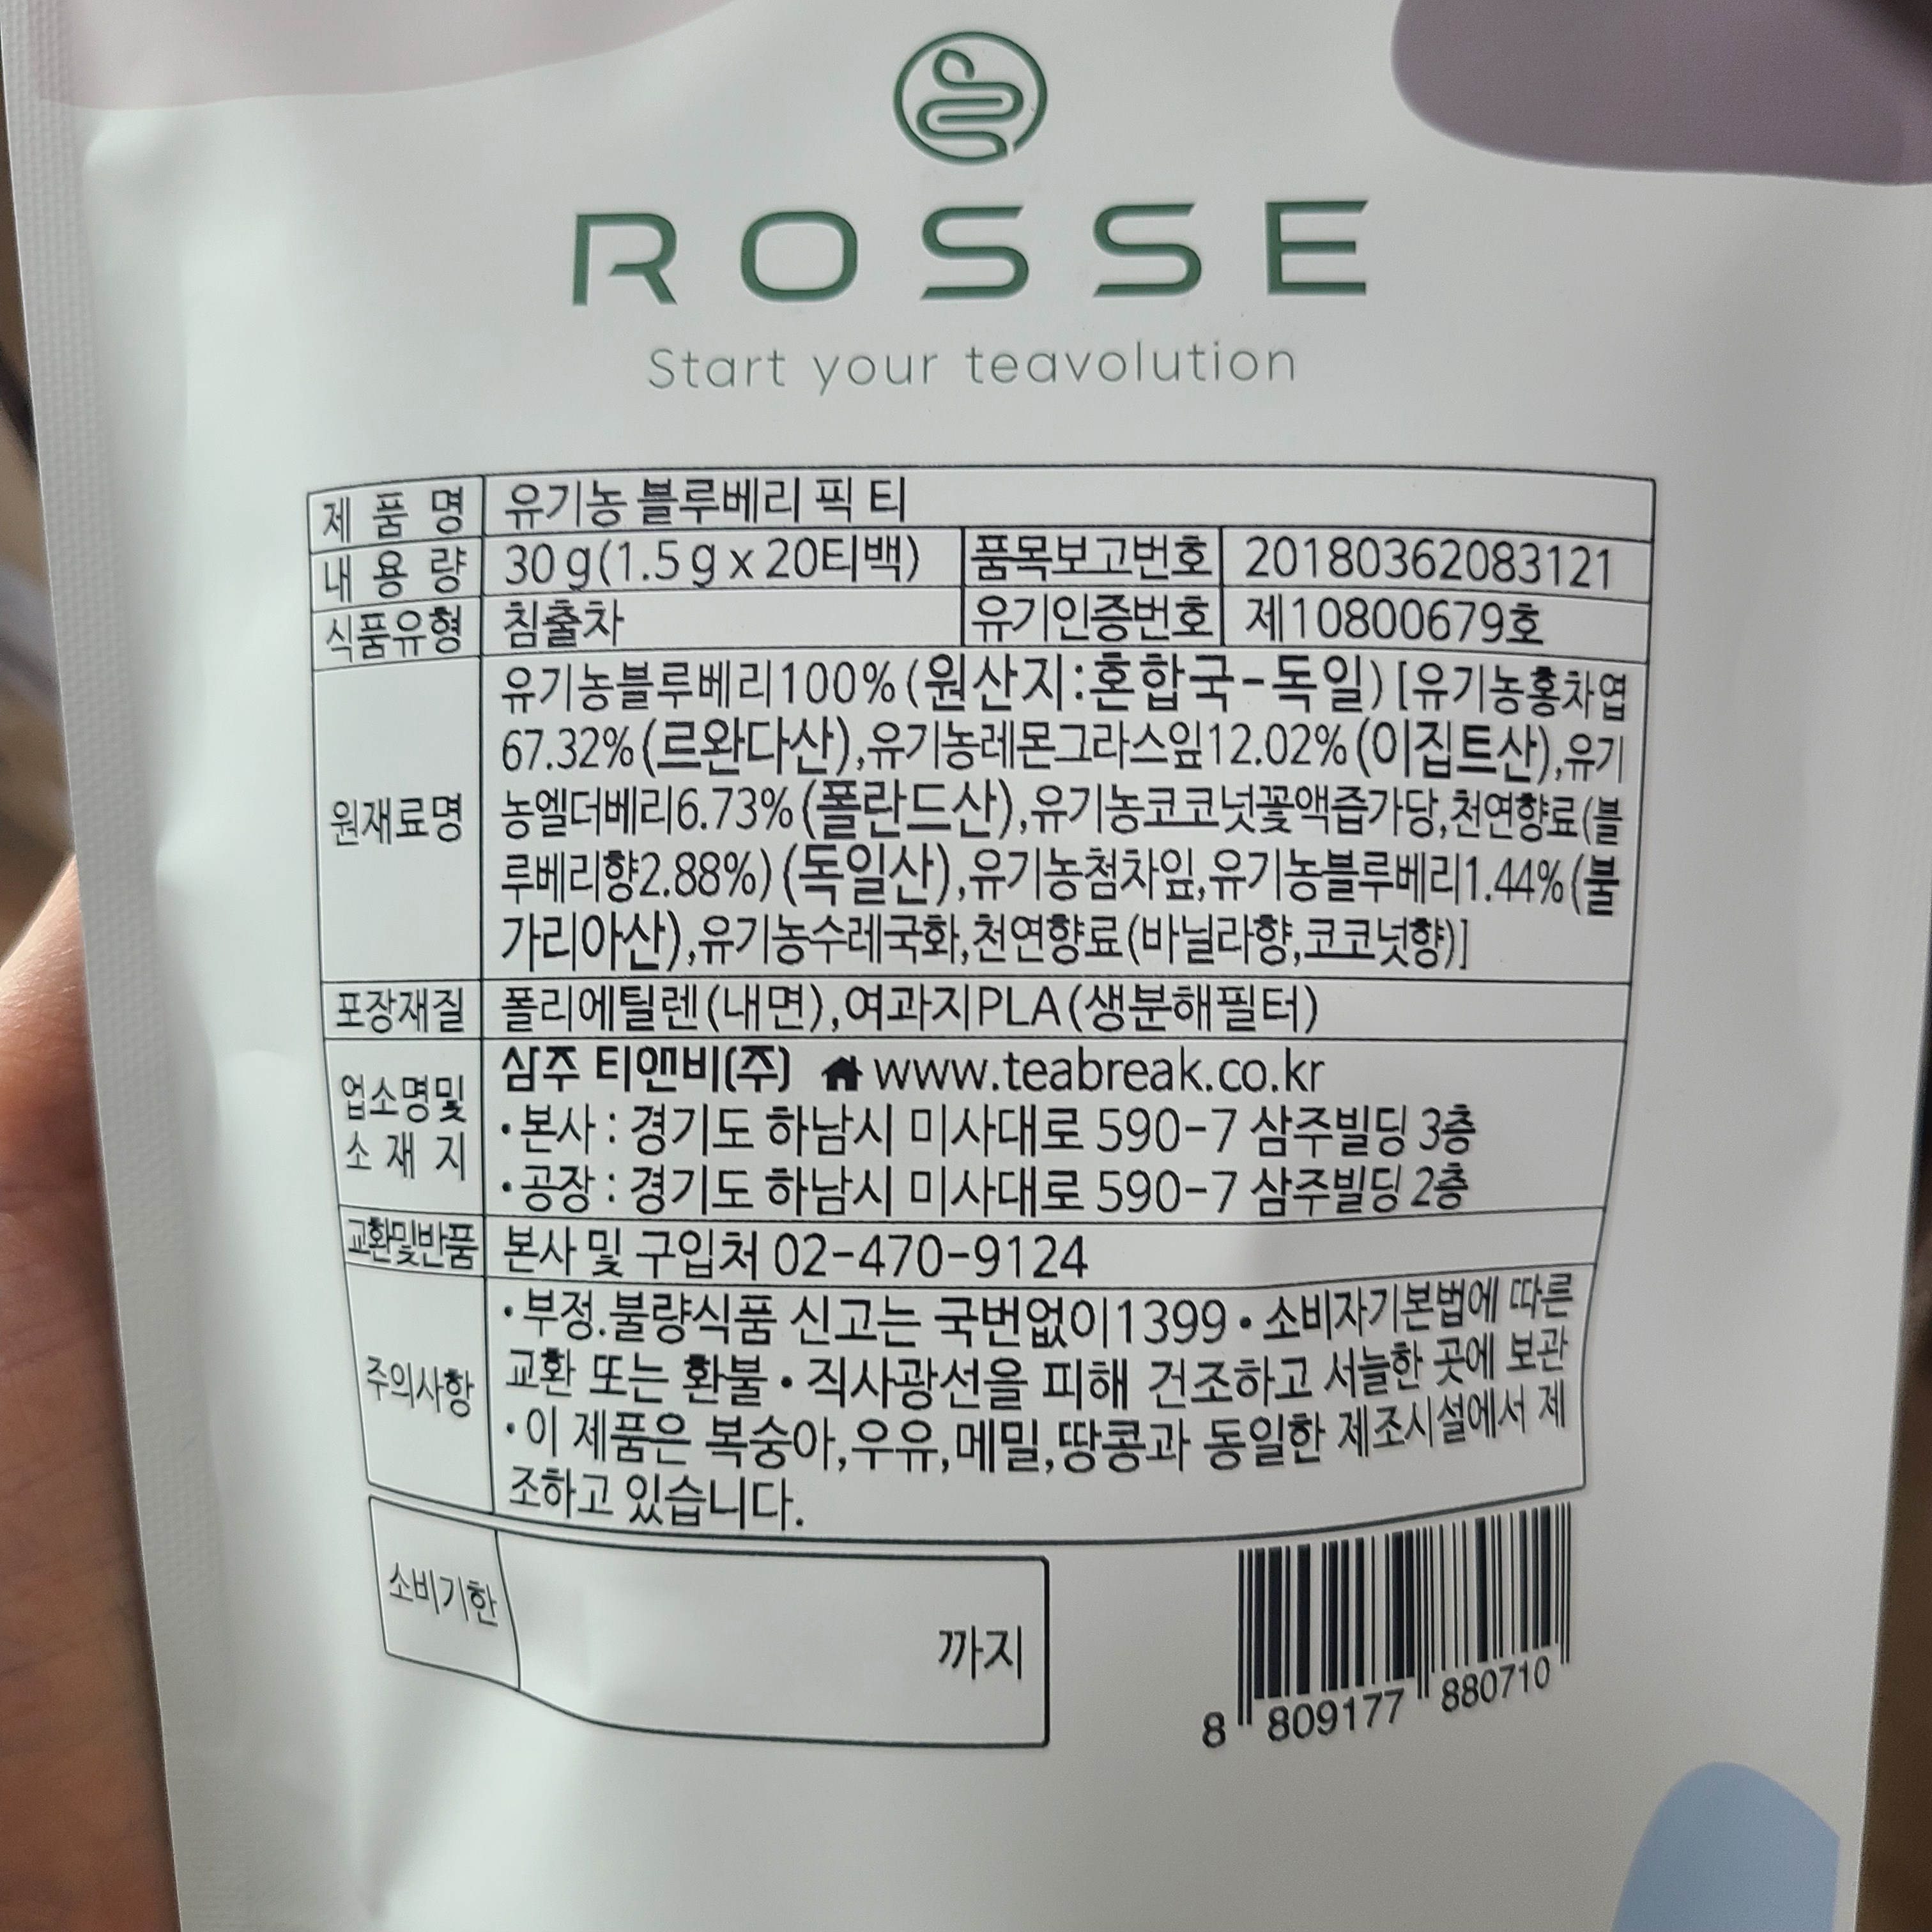 ROSSE
Start your teavolution
제 품 명 유기농 블루베리 픽 티
내 용 량 30 g(1.5 g x 20티백) 품목보고번호 20180362083121
식품유형 침출차 유기인증번호 제10800679호
원재료명
유기농블루베리100%(원산지:혼합국-독일)[유기농홍차엽
67.32%(르완다산),유기농레몬그라스잎12.02%(이집트산),유기
농엘더베리6.73%(폴란드산),유기농코코넛꽃액즙가당,천연향료(블
루베리향2.88%)(독일산),유기농첨차잎,유기농블루베리1.44%(불
가리아산),유기농수레국화,천연향료(바닐라향,코코넛향)]
포장재질 폴리에틸렌(내면),여과지PLA(생분해필터)
업소명및
소 재 지
삼주 티앤비(주) www.teabreak.co.kr
•본사 : 경기도 하남시 미사대로 590-7 삼주빌딩 3층
•공장 : 경기도 하남시 미사대로 590-7 삼주빌딩 2층
교환및반품 본사 및 구입처 02-470-9124
주의사항
•부정.불량식품 신고는 국번없이1399 • 소비자기본법에 따른
교환 또는 환불 • 직사광선을 피해 건조하고 서늘한 곳에 보관
•이 제품은 복숭아,우유,메밀,땅콩과 동일한 제조시설에서 제
조하고 있습니다.
소비기한 까지
8 809177 880710